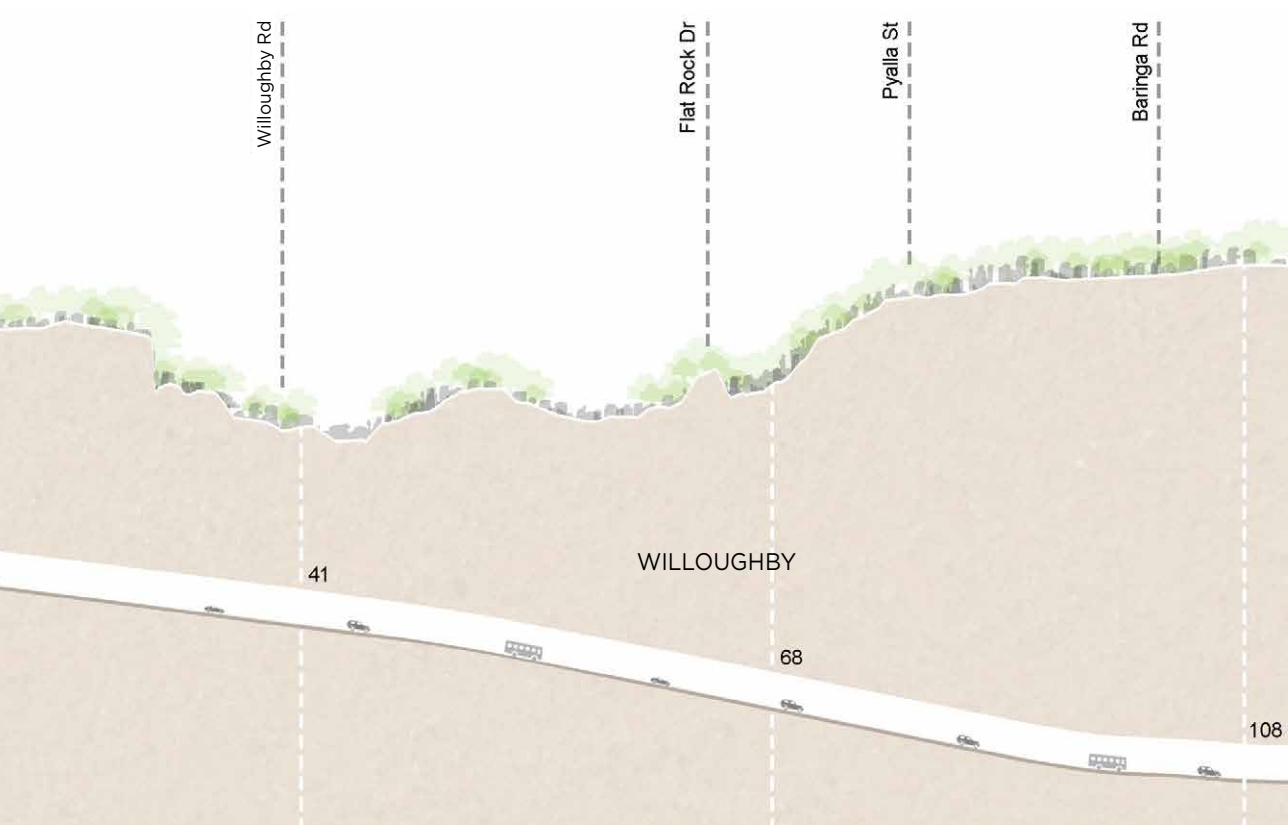 Willoughby Rd
Flat Rock Dr
Pyalla St
Baringa Rd
WILLOUGHBY
41
68
108